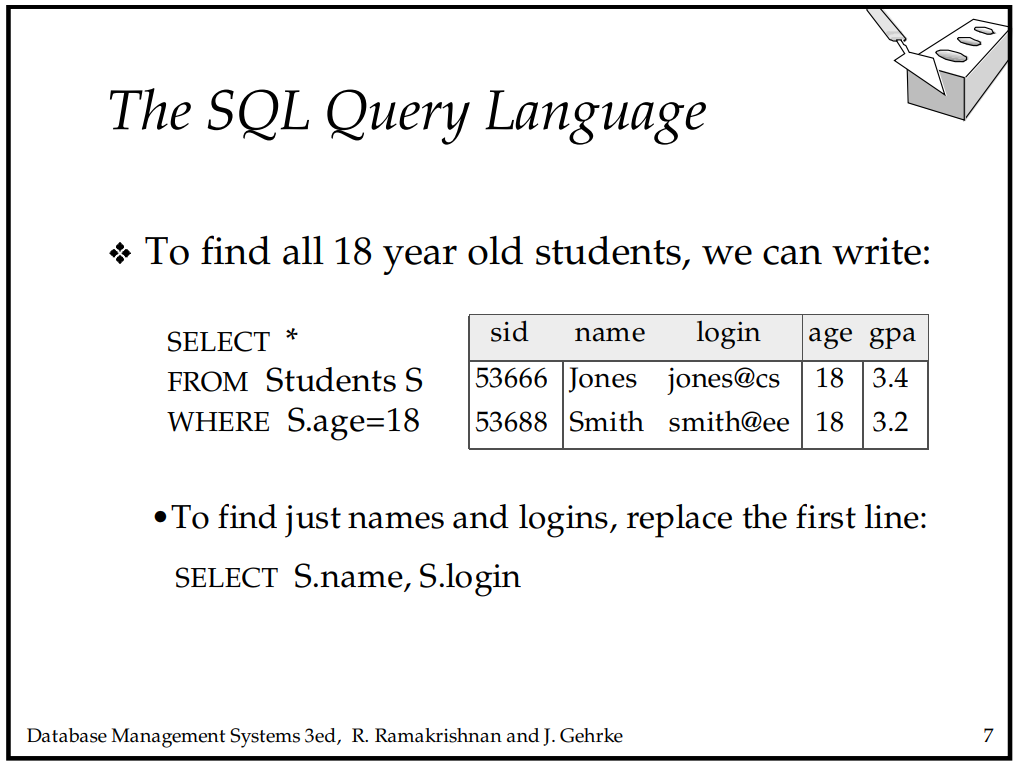 The SQL Query Language
❖ To find all 18 year old students, we can write:
SELECT *
FROM Students S
WHERE S.age=18
sid name login age gpa
53666 Jones jones@cs 18 3.4
53688 Smith smith@ee 18 3.2
•To find just names and logins, replace the first line:
SELECT S.name, S.login
Database Management Systems 3ed, R. Ramakrishnan and J. Gehrke 7